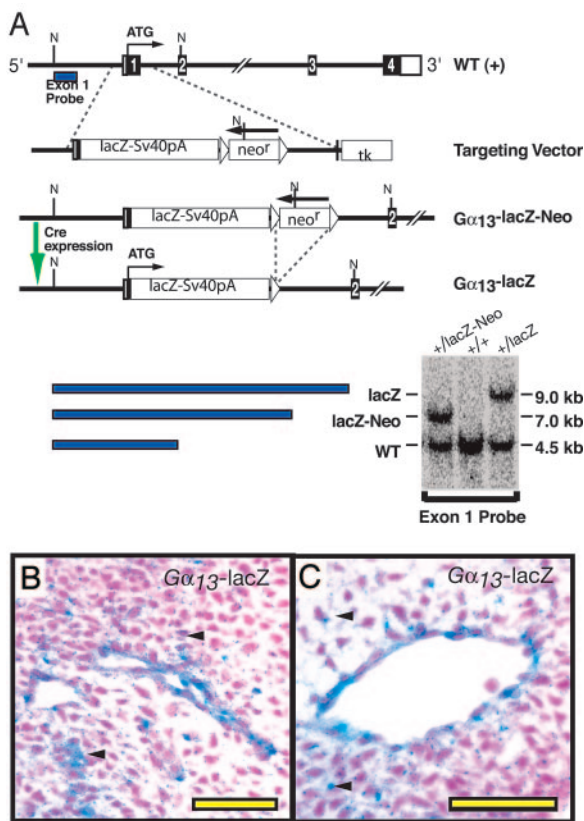 A
ATG
N N N
5' 1 2 3 4 3' WT (+)
Exon 1
Probe
N
lacZ-Sv40pA neoʳ tk Targeting Vector
N N N
lacZ-Sv40pA neoʳ 2 Gα13-lacZ-Neo
Cre
expression
N ATG N
lacZ-Sv40pA 2 Gα13-lacZ
+/lacZ-Neo
+/+
+/lacZ
lacZ 9.0 kb
lacZ-Neo 7.0 kb
WT 4.5 kb
Exon 1 Probe
B Gα13-lacZ
C Gα13-lacZ